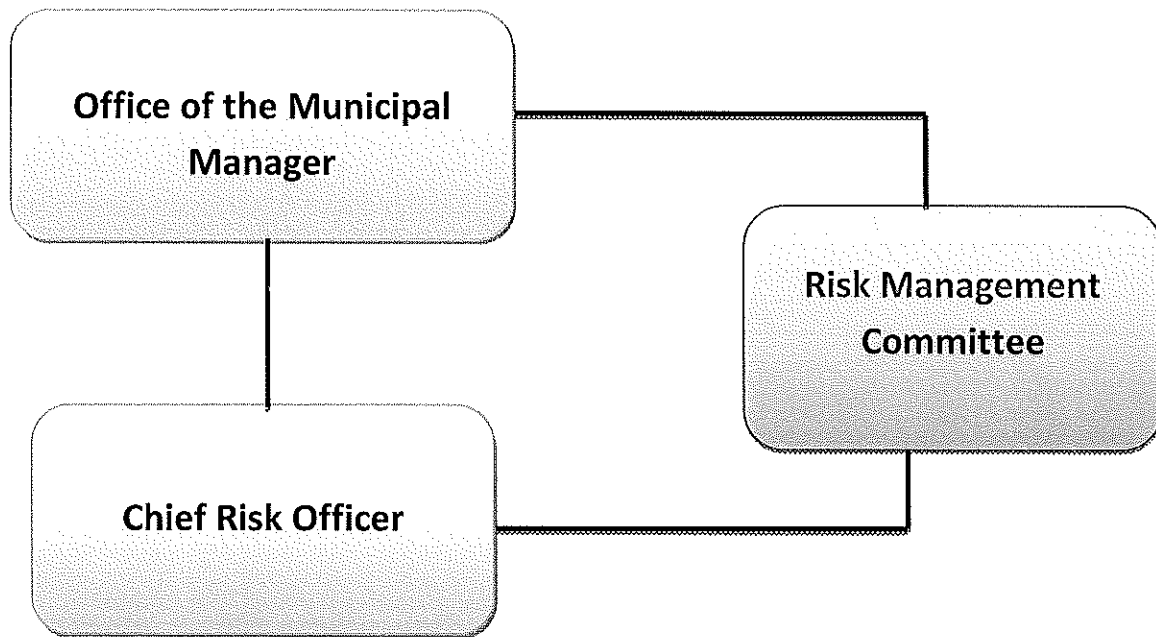 Office of the Municipal
Manager
Risk Management
Committee
Chief Risk Officer